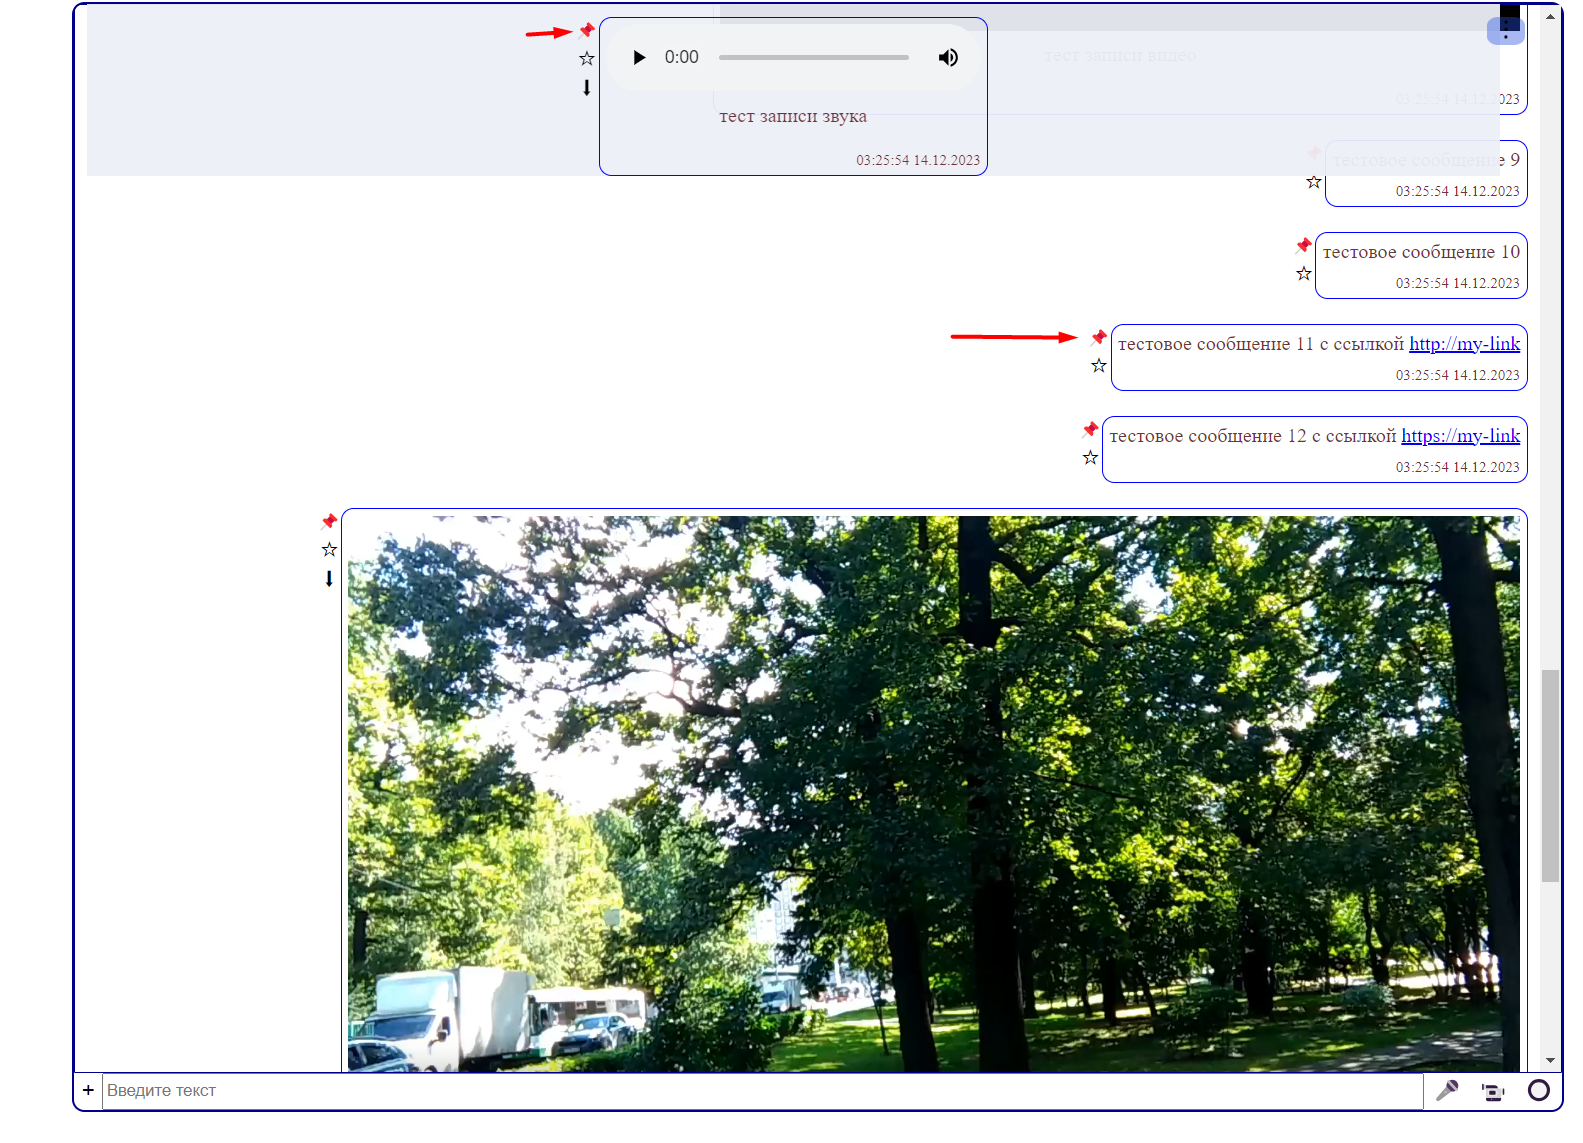 0:00
тест записи видео
03:25:54 14.12.2023
тест записи звука
03:25:54 14.12.2023
тестовое сообщение 9
03:25:54 14.12.2023
тестовое сообщение 10
03:25:54 14.12.2023
тестовое сообщение 11 с ссылкой http://my-link
03:25:54 14.12.2023
тестовое сообщение 12 с ссылкой https://my-link
03:25:54 14.12.2023
Введите текст